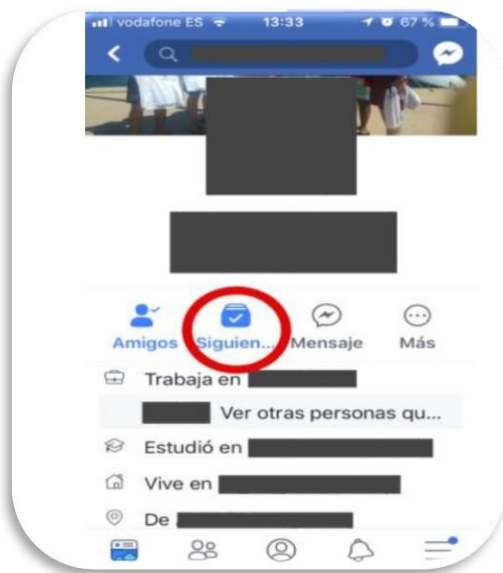 vodafone ES 13:33 67 %
Amigos Siguien... Mensaje Más
Trabaja en
Ver otras personas qu...
Estudió en
Vive en
De